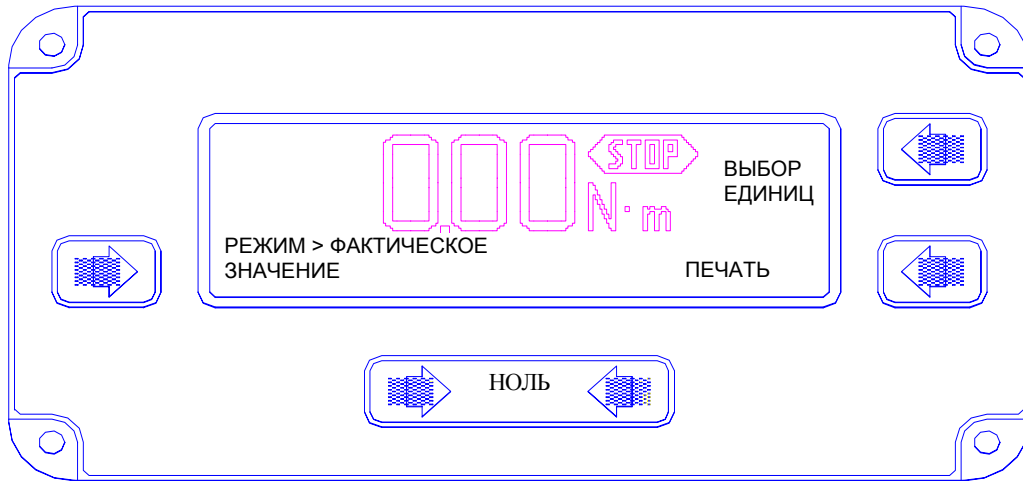 0.00
STOP
N·m
ВЫБОР
ЕДИНИЦ
РЕЖИМ > ФАКТИЧЕСКОЕ
ЗНАЧЕНИЕ
ПЕЧАТЬ
НОЛЬ